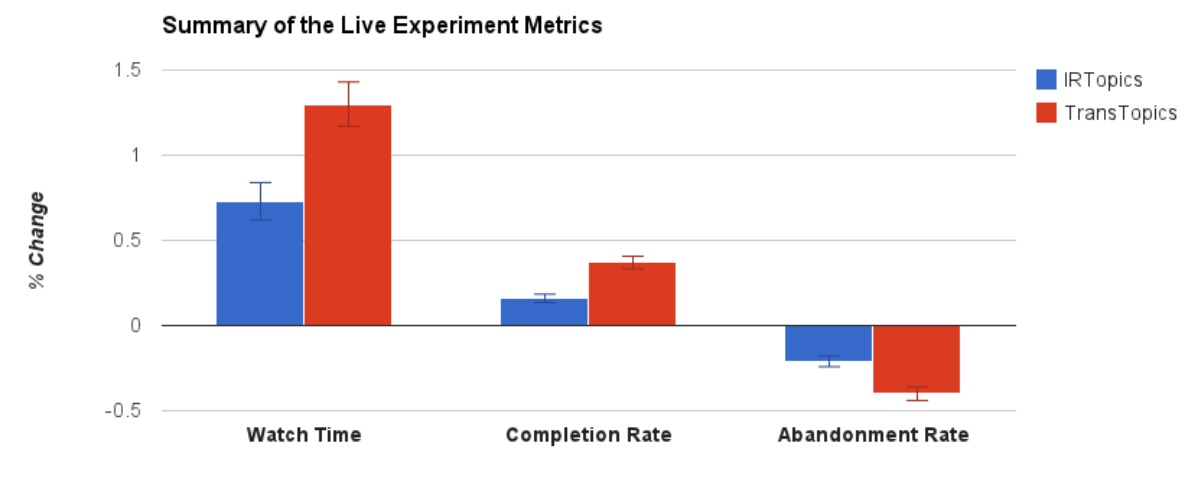 Summary of the Live Experiment Metrics
1.5
1
0.5
0
-0.5
% Change
Watch Time
Completion Rate
Abandonment Rate
IRTopics
TransTopics